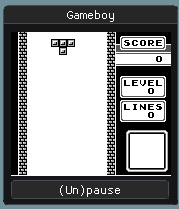 Gameboy
SCORE
0
LEVEL
0
LINES
0
(Un)pause